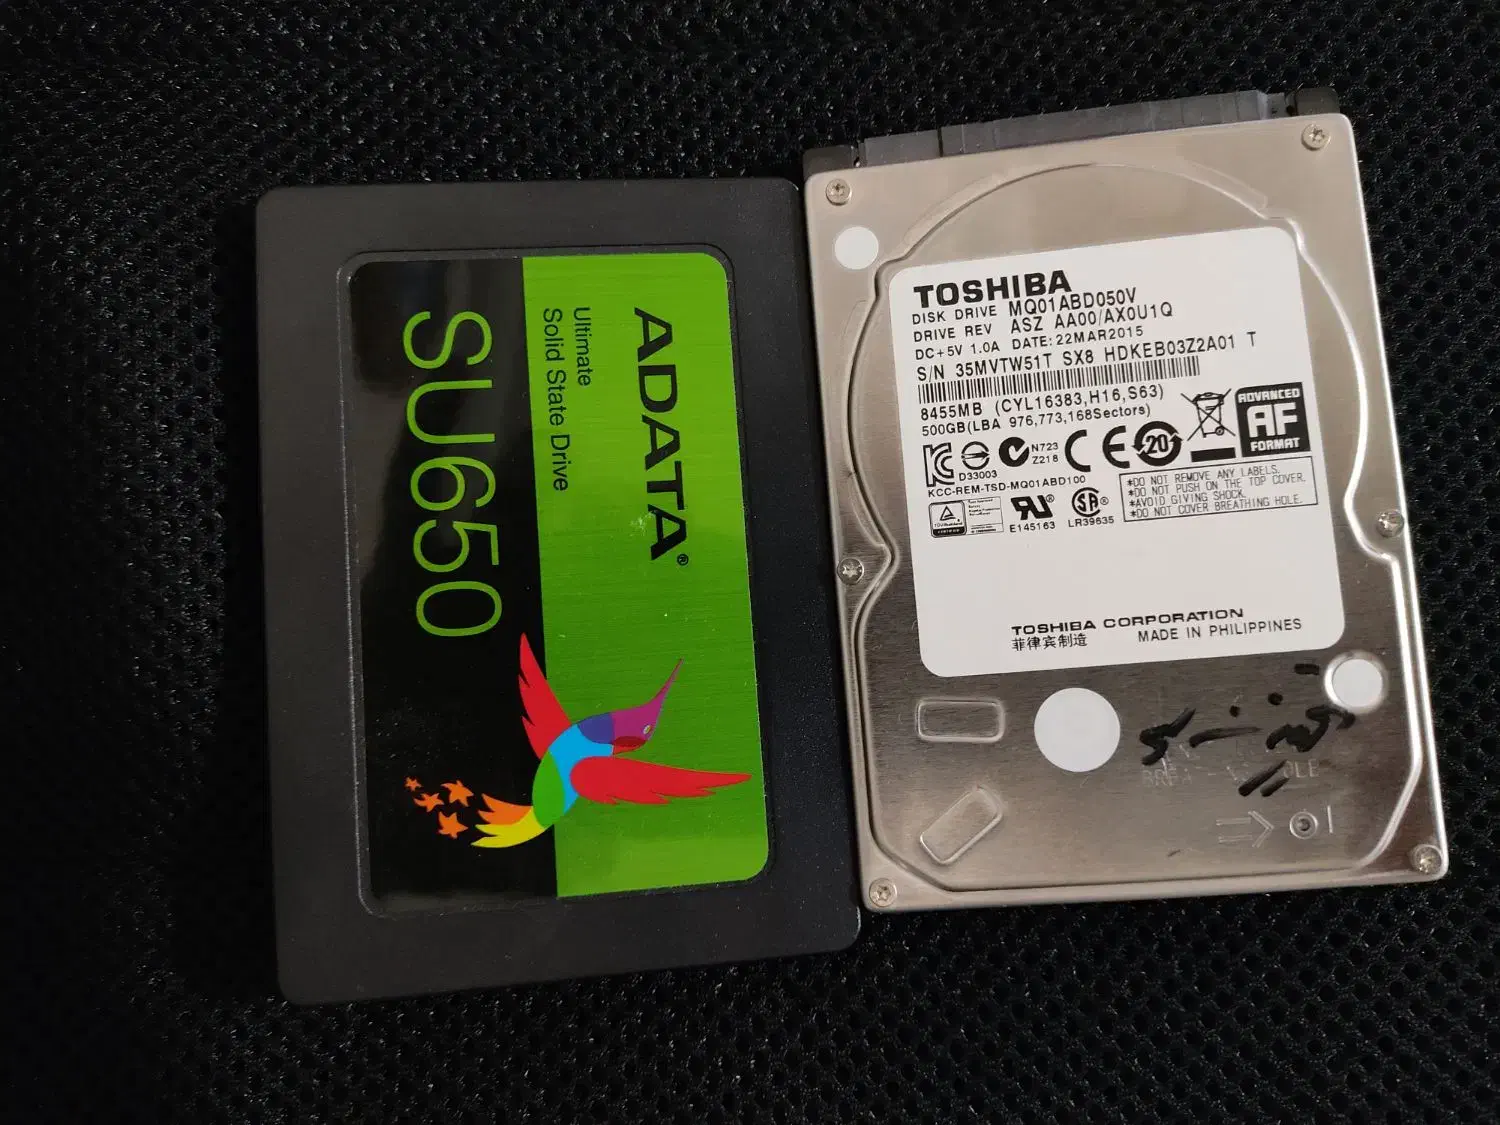 ADATA®
Ultimate
Solid State Drive
SU650
TOSHIBA
DISK DRIVE MQ01ABD050V
DRIVE REV ASZ AA00/AX0U1Q
DC+5V 1.0A DATE:22MAR2015
S/N 35MVTW51T SX8 HDKEB03Z2A01 T
8455MB (CYL16383,H16,S63)
500GB(LBA 976,773,168Sectors)
ADVANCED
AF
FORMAT
N723
Z218
20
D33003
KCC-REM-TSD-MQ01ABD100
*DO NOT REMOVE ANY LABELS.
*DO NOT PUSH ON THE TOP COVER.
*AVOID GIVING SHOCK.
*DO NOT COVER BREATHING HOLE.
E145163
LR39635
TOSHIBA CORPORATION
菲律宾制造 MADE IN PHILIPPINES